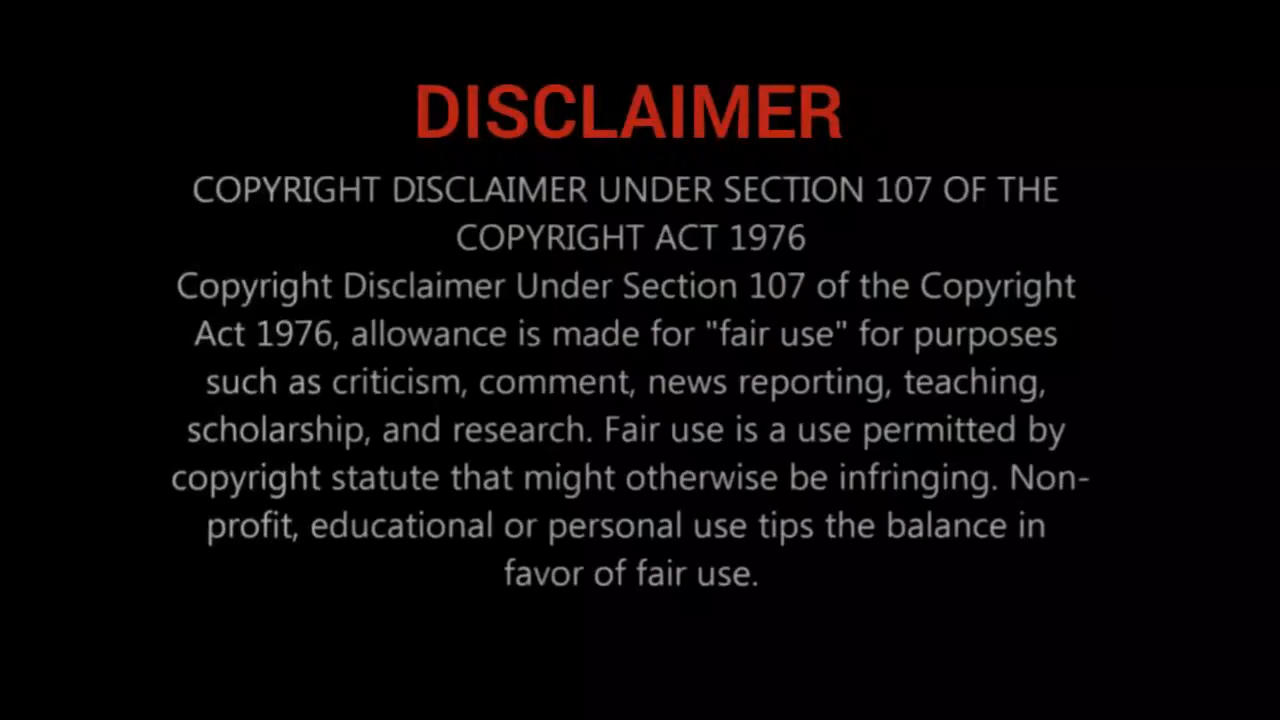 DISCLAIMER
COPYRIGHT DISCLAIMER UNDER SECTION 107 OF THE
COPYRIGHT ACT 1976
Copyright Disclaimer Under Section 107 of the Copyright
Act 1976, allowance is made for "fair use" for purposes
such as criticism, comment, news reporting, teaching,
scholarship, and research. Fair use is a use permitted by
copyright statute that might otherwise be infringing. Non-
profit, educational or personal use tips the balance in
favor of fair use.